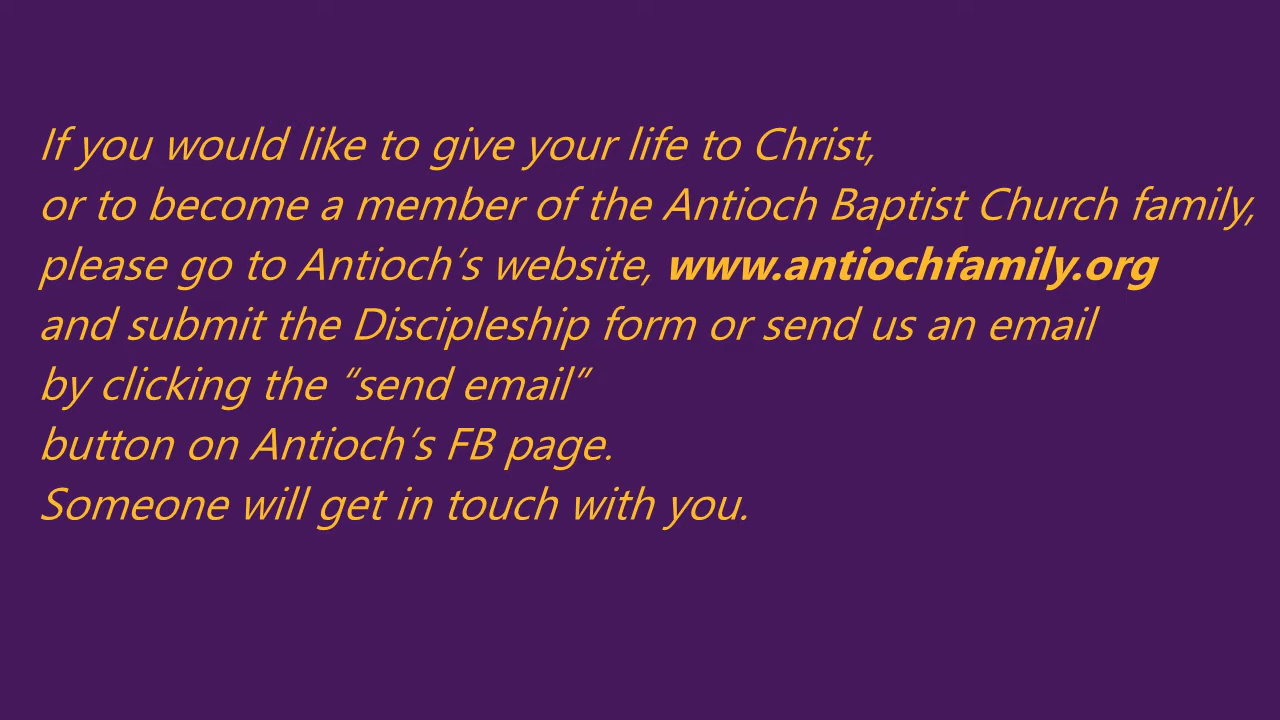 If you would like to give your life to Christ,
or to become a member of the Antioch Baptist Church family,
please go to Antioch’s website, www.antiochfamily.org
and submit the Discipleship form or send us an email
by clicking the “send email”
button on Antioch’s FB page.
Someone will get in touch with you.